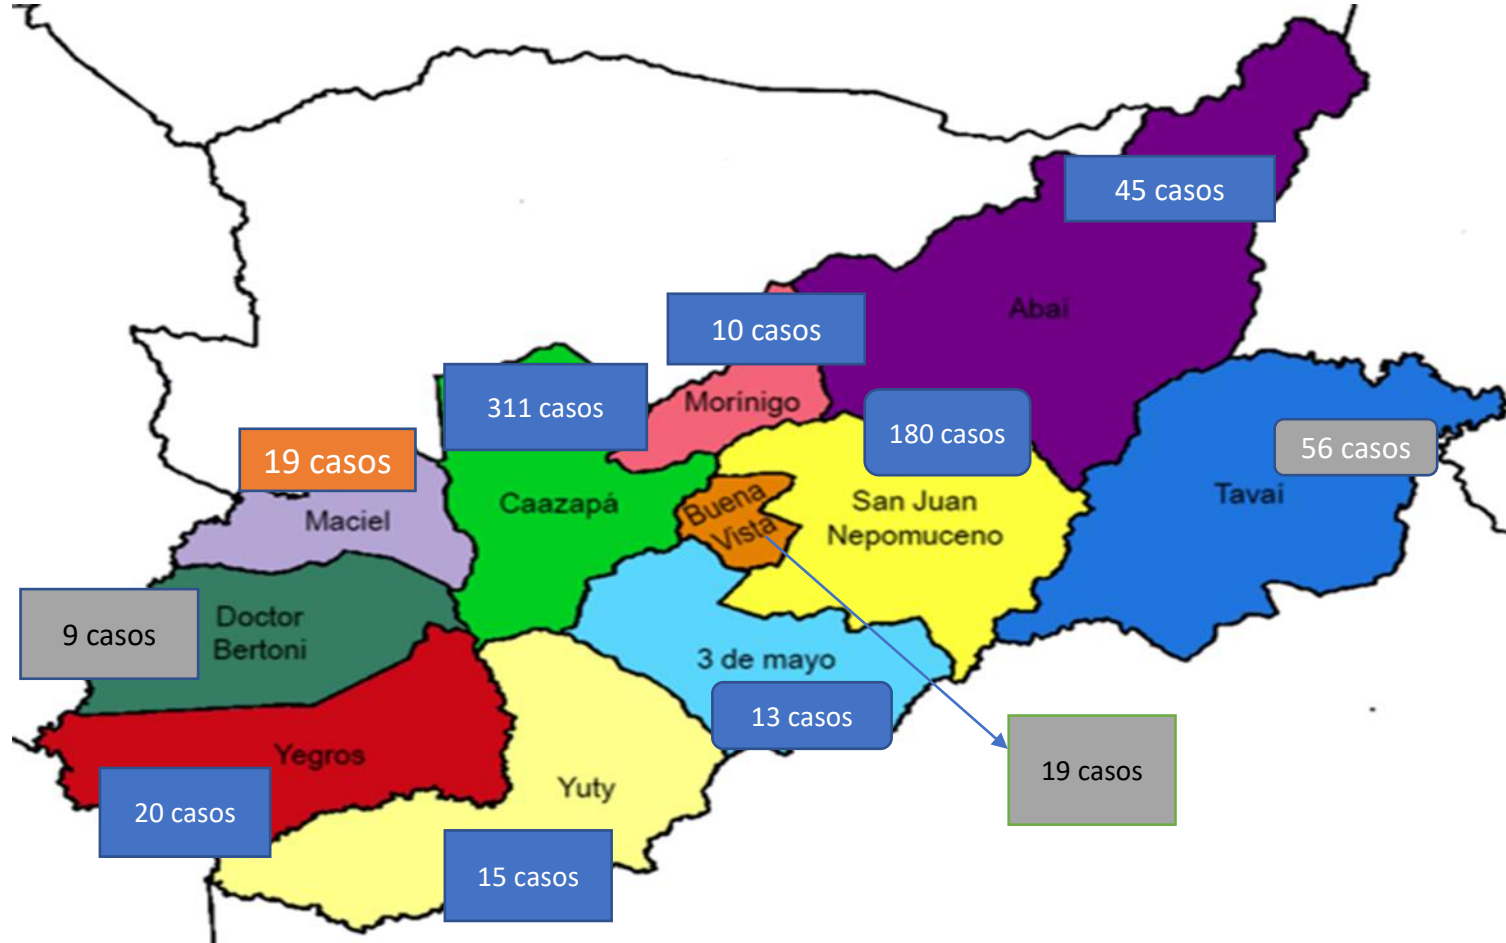 45 casos
Abai
10 casos
Morínigo
311 casos
180 casos
56 casos
19 casos
Maciel
Caazapá
Buena
Vista
San Juan
Nepomuceno
Tavai
9 casos
Doctor
Bertoni
3 de mayo
13 casos
19 casos
Yegros
20 casos
Yuty
15 casos